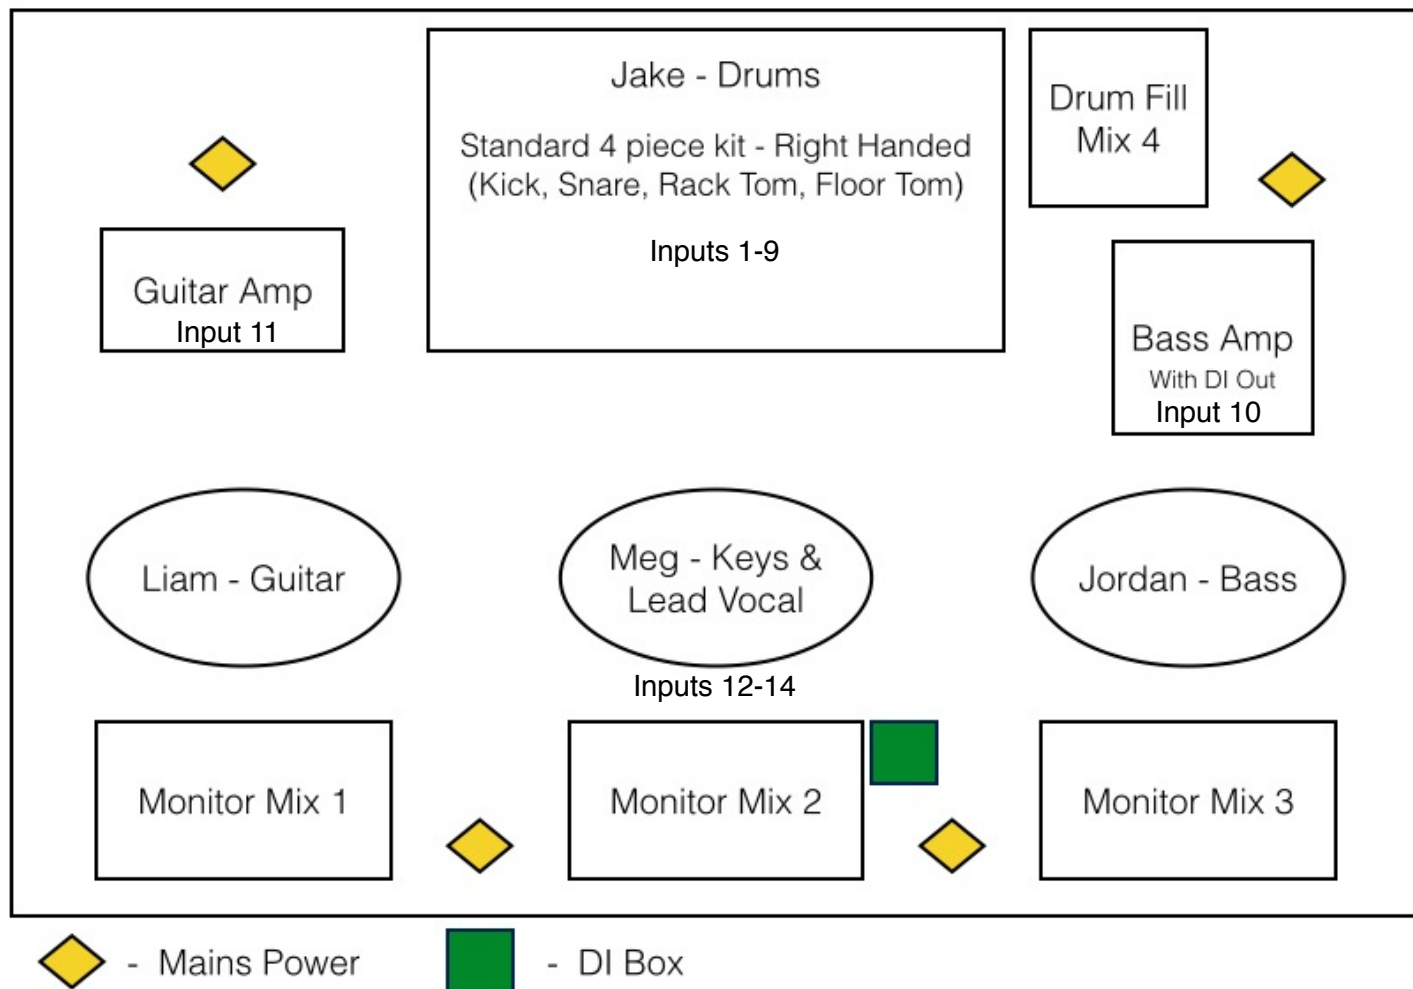 Jake - Drums
Standard 4 piece kit - Right Handed
(Kick, Snare, Rack Tom, Floor Tom)
Inputs 1-9
Drum Fill
Mix 4
Guitar Amp
Input 11
Bass Amp
With DI Out
Input 10
Liam - Guitar
Meg - Keys &
Lead Vocal
Inputs 12-14
Jordan - Bass
Monitor Mix 1
Monitor Mix 2
Monitor Mix 3
- Mains Power
- DI Box